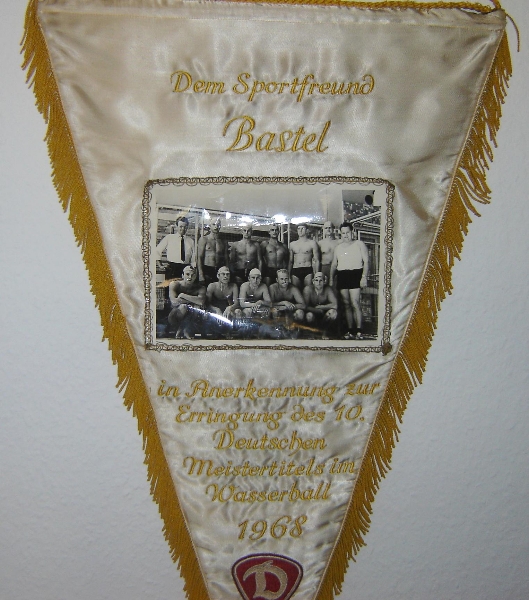 Dem Sportfreund
Bastel
in Anerkennung zur
Erringung des 10.
Deutschen
Meistertitels im
Wasserball
1968
D